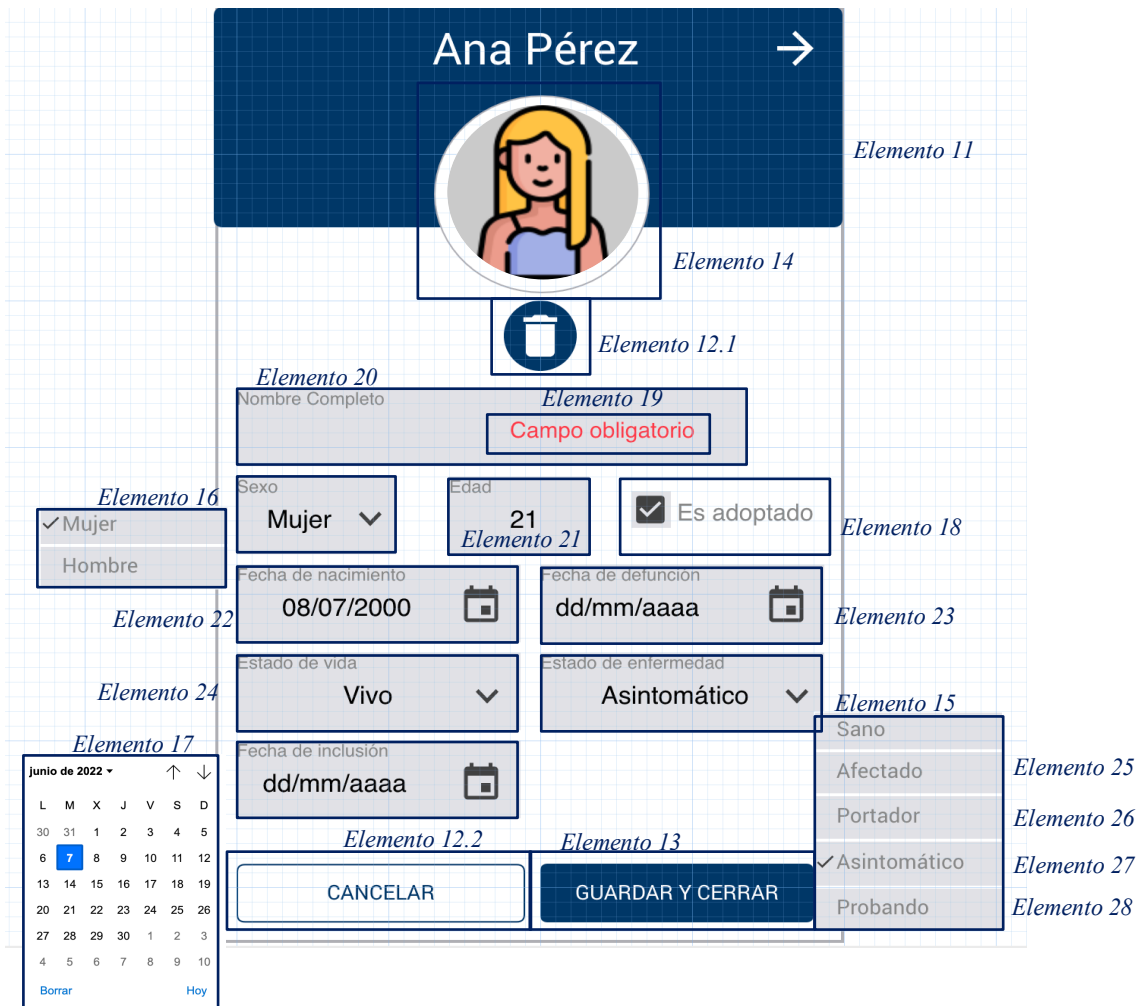 Ana Pérez
Elemento 11
Elemento 14
Elemento 12.1
Elemento 20
Nombre Completo
Elemento 19
Campo obligatorio
Elemento 16
Mujer
Hombre
Sexo
Mujer
Edad
21
Elemento 21
Es adoptado
Elemento 18
Elemento 22
Fecha de nacimiento
08/07/2000
Fecha de defunción
dd/mm/aaaa
Elemento 23
Elemento 24
Estado de vida
Vivo
Estado de enfermedad
Asintomático
Elemento 15
Sano
Afectado
Elemento 25
Portador
Elemento 26
Asintomático
Elemento 27
Probando
Elemento 28
Elemento 17
Fecha de inclusión
dd/mm/aaaa
junio de 2022
L M X J V S D
30 31 1 2 3 4 5
6 7 8 9 10 11 12
13 14 15 16 17 18 19
20 21 22 23 24 25 26
27 28 29 30 1 2 3
4 5 6 7 8 9 10
Borrar Hoy
Elemento 12.2
CANCELAR
Elemento 13
GUARDAR Y CERRAR